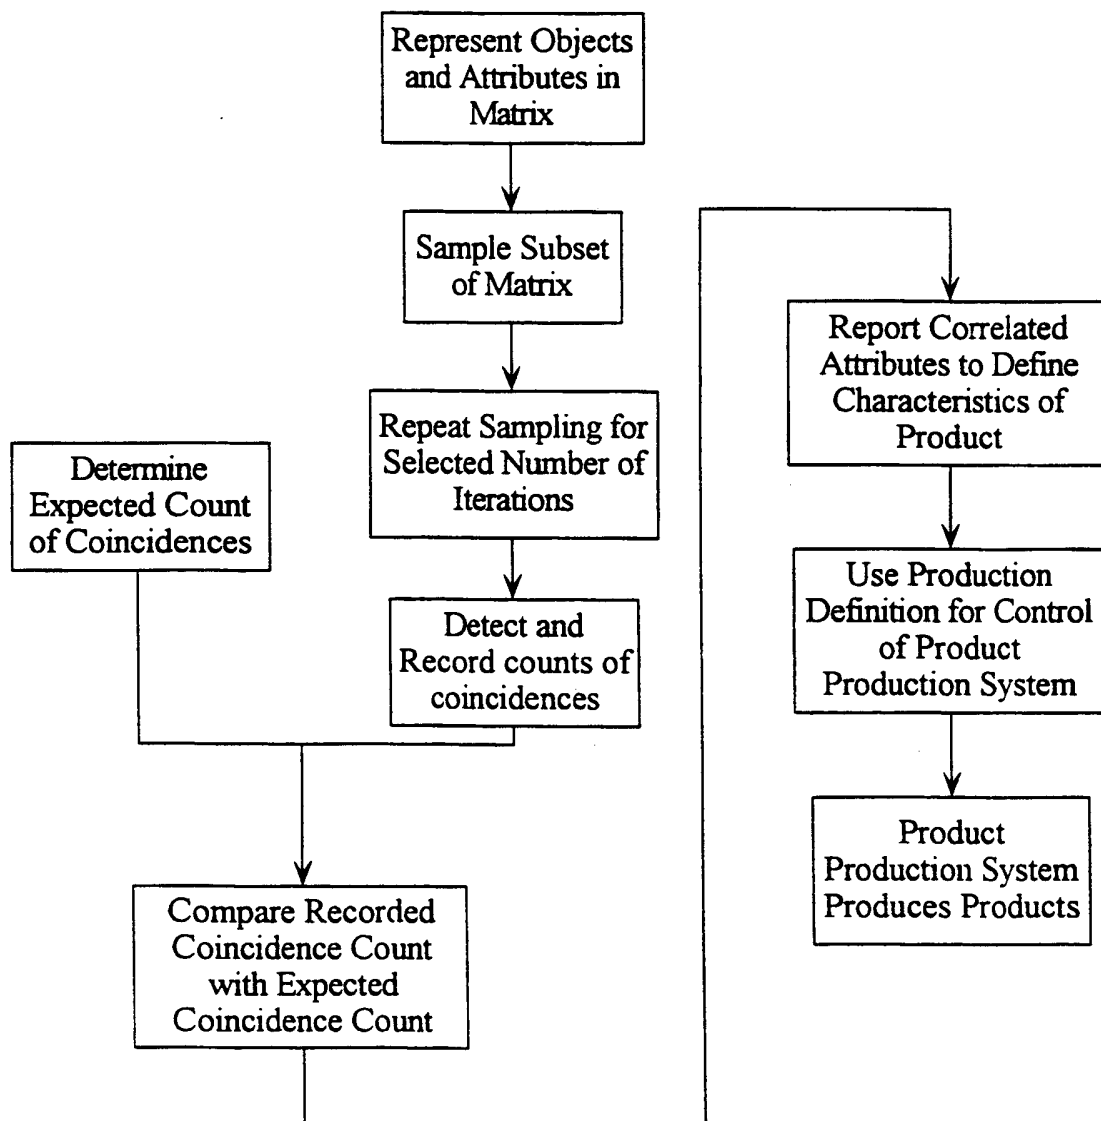 Represent Objects
and Attributes in
Matrix
Sample Subset
of Matrix
Repeat Sampling for
Selected Number of
Iterations
Determine
Expected Count
of Coincidences
Detect and
Record counts of
coincidences
Compare Recorded
Coincidence Count
with Expected
Coincidence Count
Report Correlated
Attributes to Define
Characteristics of
Product
Use Production
Definition for Control
of Product
Production System
Product
Production System
Produces Products